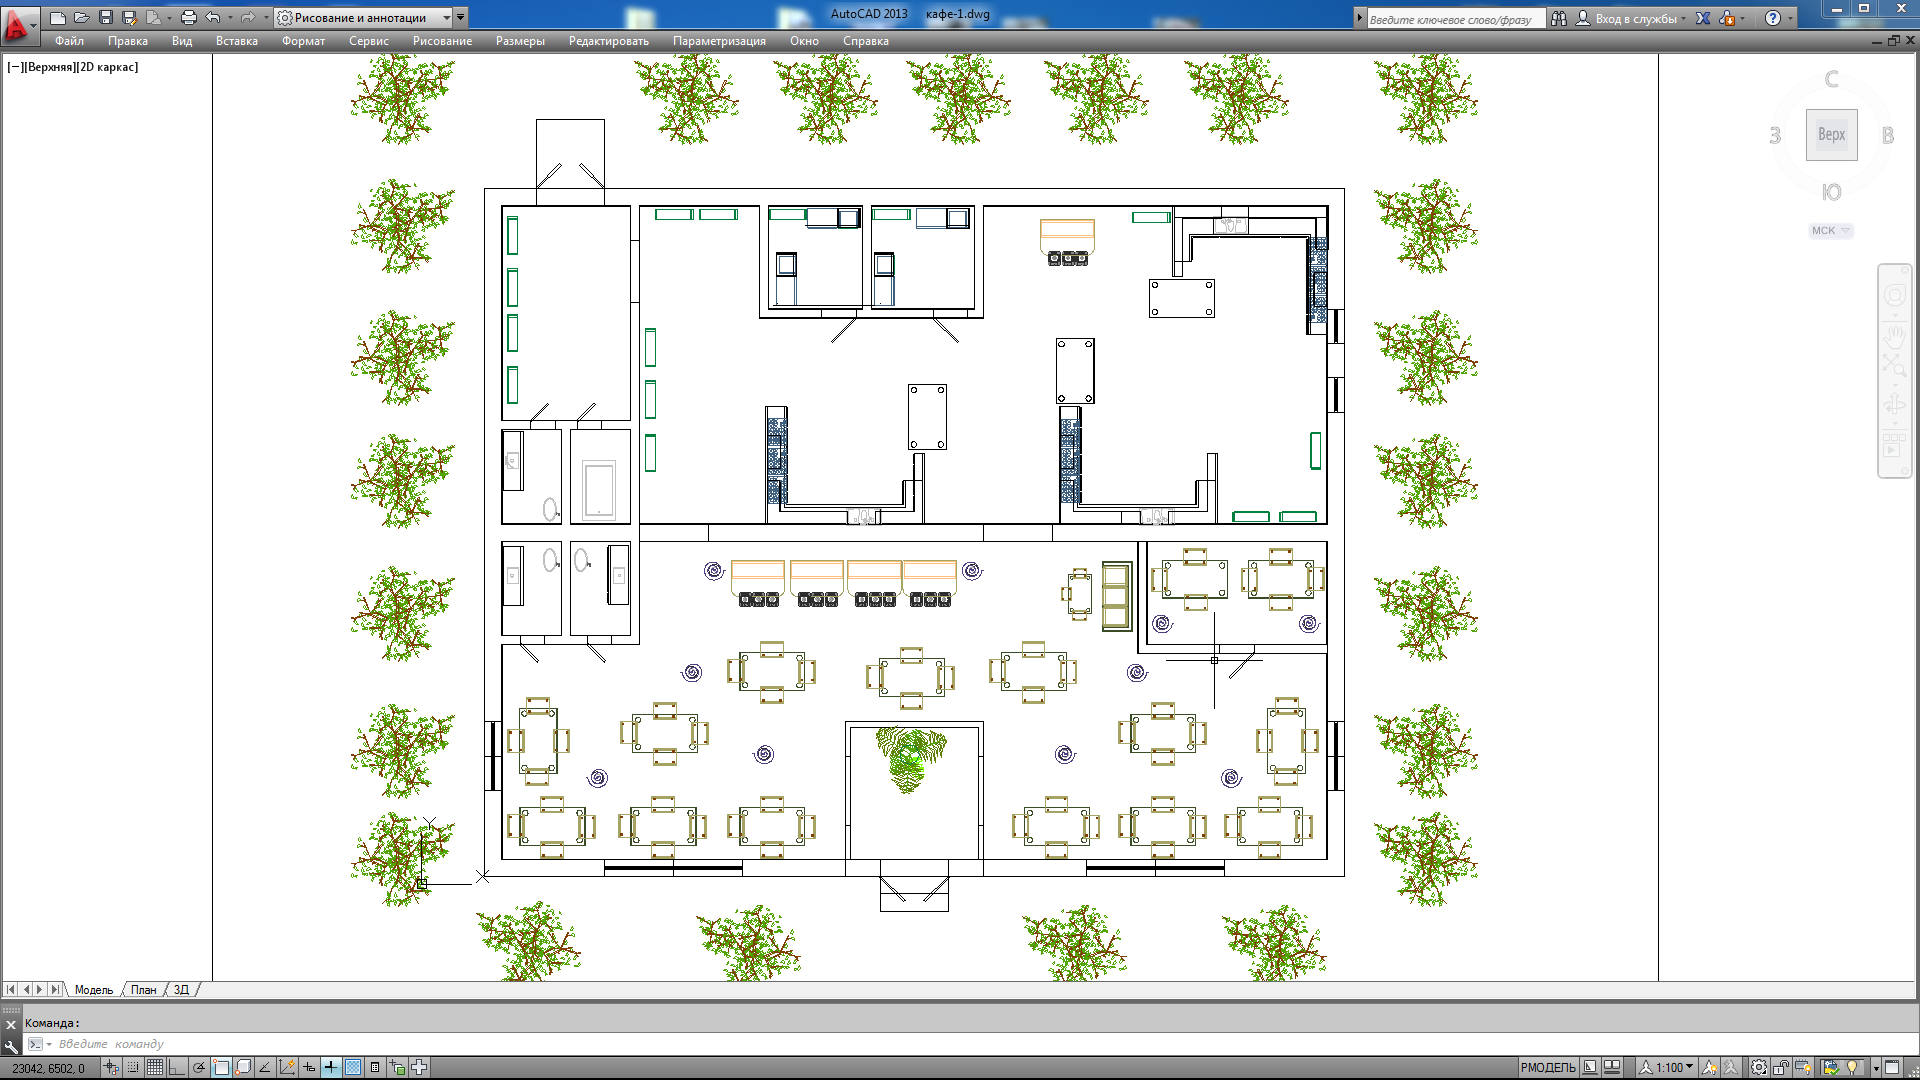 Рисование и аннотации
AutoCAD 2013 кафе-1.dwg
Введите ключевое слово/фразу
Вход в службы
Файл Правка Вид Вставка Формат Сервис Рисование Размеры Редактировать Параметризация Окно Справка
[−][Верхняя][2D каркас]
С
З Верх В
Ю
МСК
Y
Модель План 3Д
Команда:
Введите команду
23042, 6502, 0
РМОДЕЛЬ
1:100